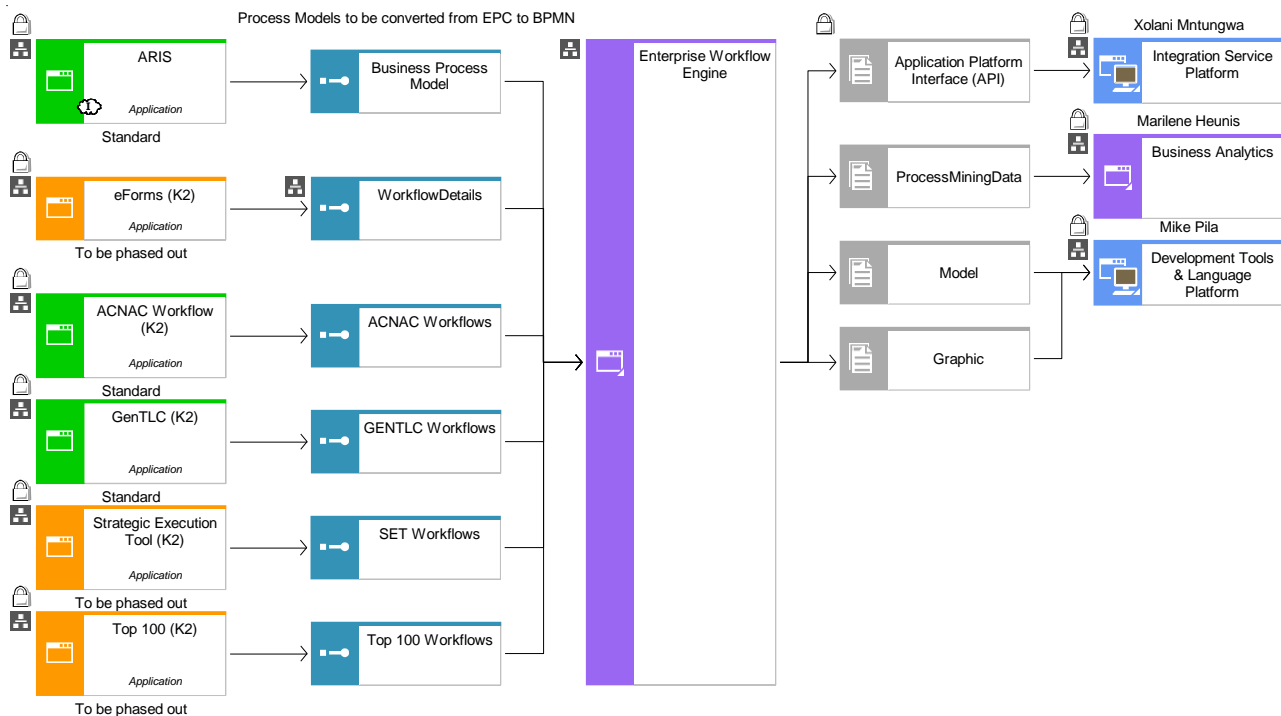 Process Models to be converted from EPC to BPMN
ARIS
Application
Standard
Business Process
Model
eForms (K2)
Application
To be phased out
WorkflowDetails
ACNAC Workflow
(K2)
Application
Standard
ACNAC Workflows
GenTLC (K2)
Application
Standard
GENTLC Workflows
Strategic Execution
Tool (K2)
Application
To be phased out
SET Workflows
Top 100 (K2)
Application
To be phased out
Top 100 Workflows
Enterprise Workflow
Engine
Application Platform
Interface (API)
ProcessMiningData
Model
Graphic
Xolani Mntungwa
Integration Service
Platform
Marilene Heunis
Business Analytics
Mike Pila
Development Tools
& Language
Platform